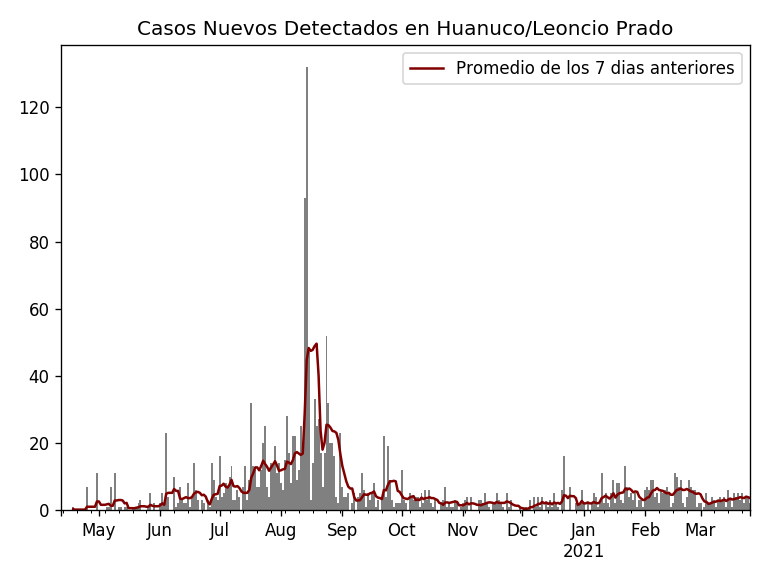 Casos Nuevos Detectados en Huanuco/Leoncio Prado
Promedio de los 7 dias anteriores
120
100
80
60
40
20
0
May Jun Jul Aug Sep Oct Nov Dec Jan Feb Mar
2021